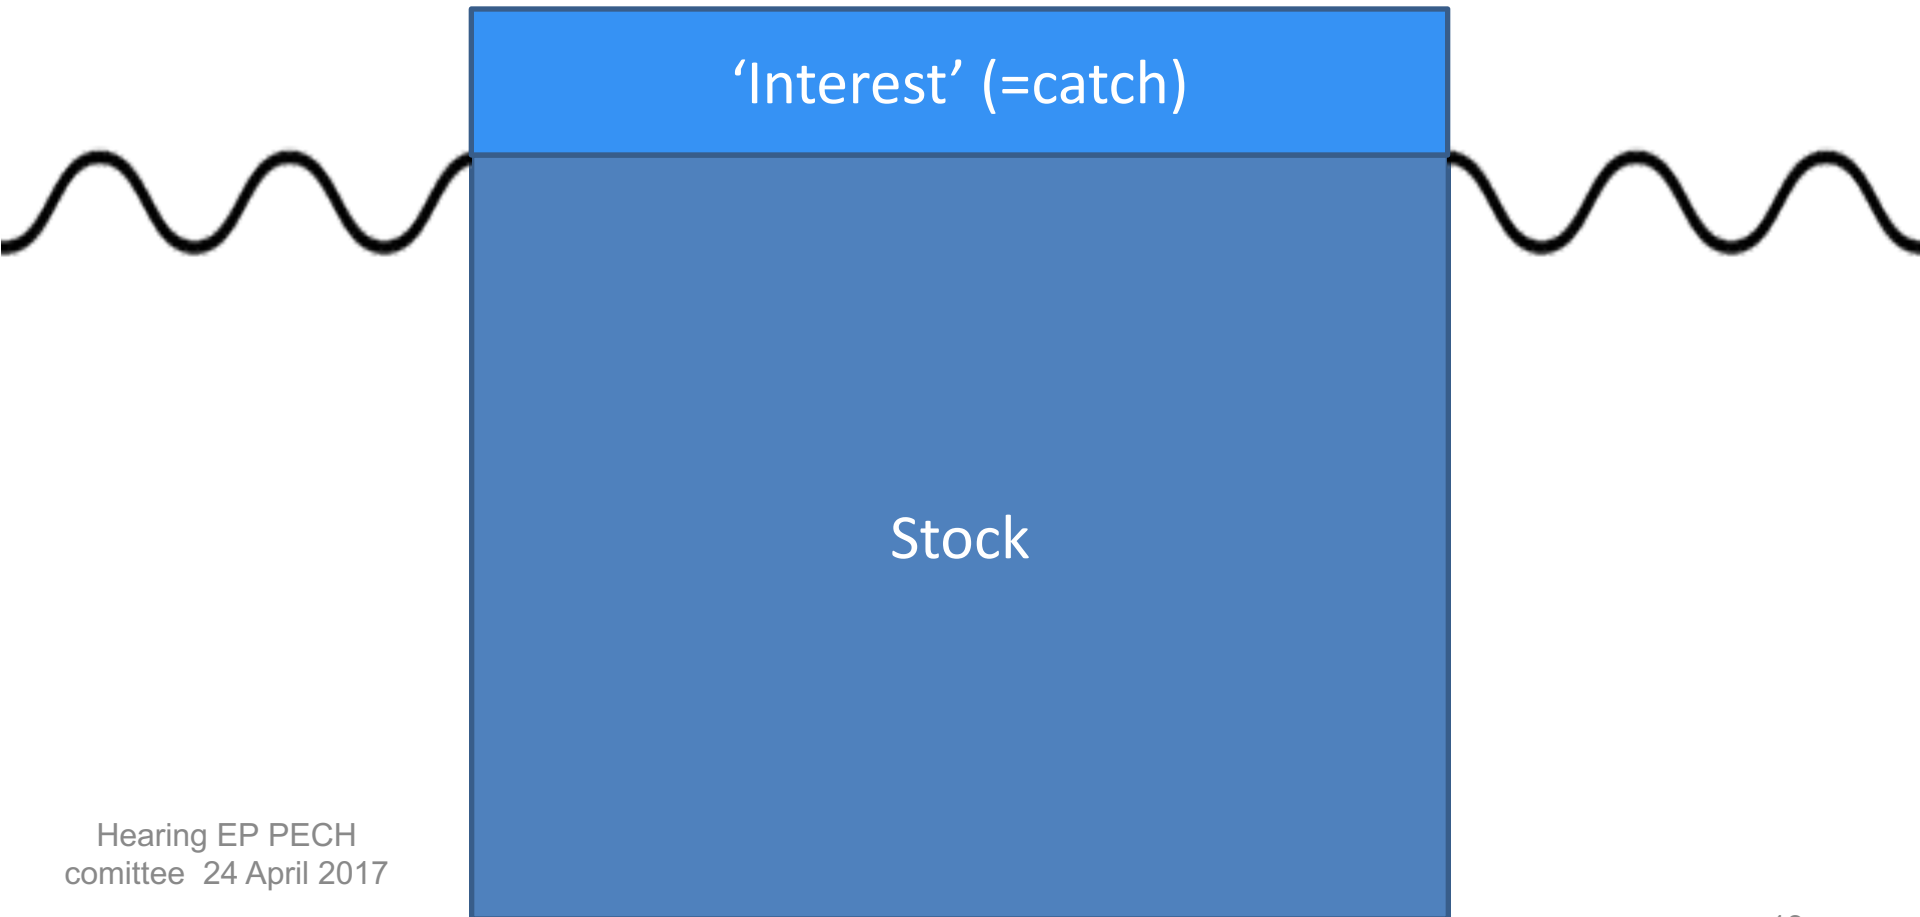 ‘Interest’ (=catch)
Stock
Hearing EP PECH
comittee 24 April 2017